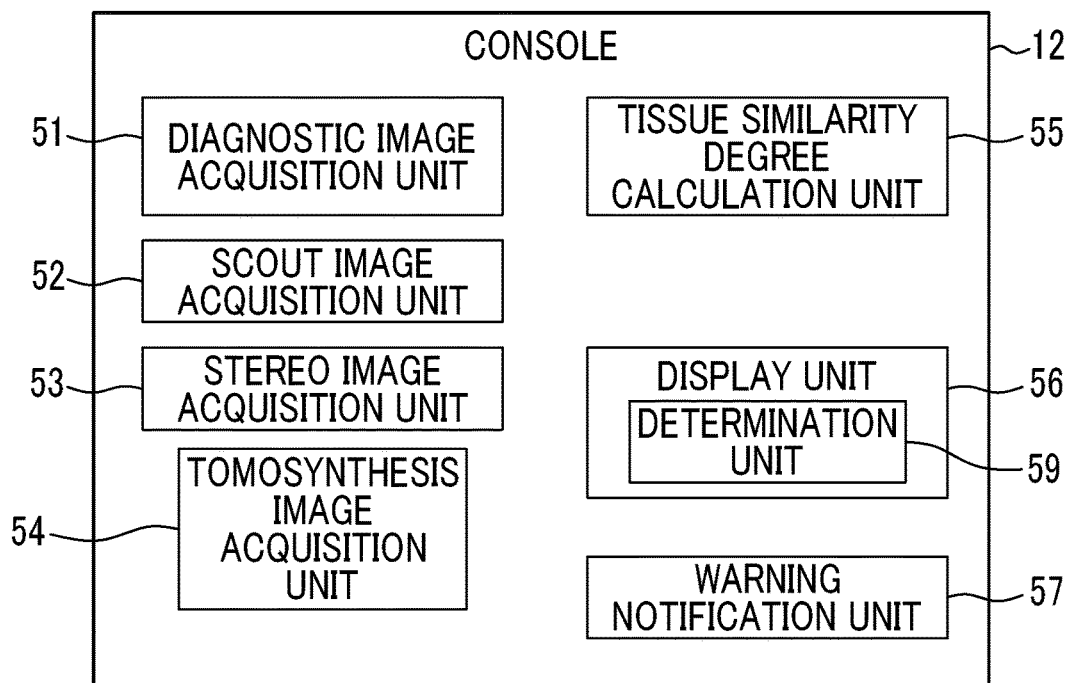 CONSOLE
12
51
DIAGNOSTIC IMAGE
ACQUISITION UNIT
52
SCOUT IMAGE
ACQUISITION UNIT
53
STEREO IMAGE
ACQUISITION UNIT
54
TOMOSYNTHESIS
IMAGE
ACQUISITION
UNIT
TISSUE SIMILARITY
DEGREE
CALCULATION UNIT
55
DISPLAY UNIT
56
DETERMINATION
UNIT
59
WARNING
NOTIFICATION UNIT
57